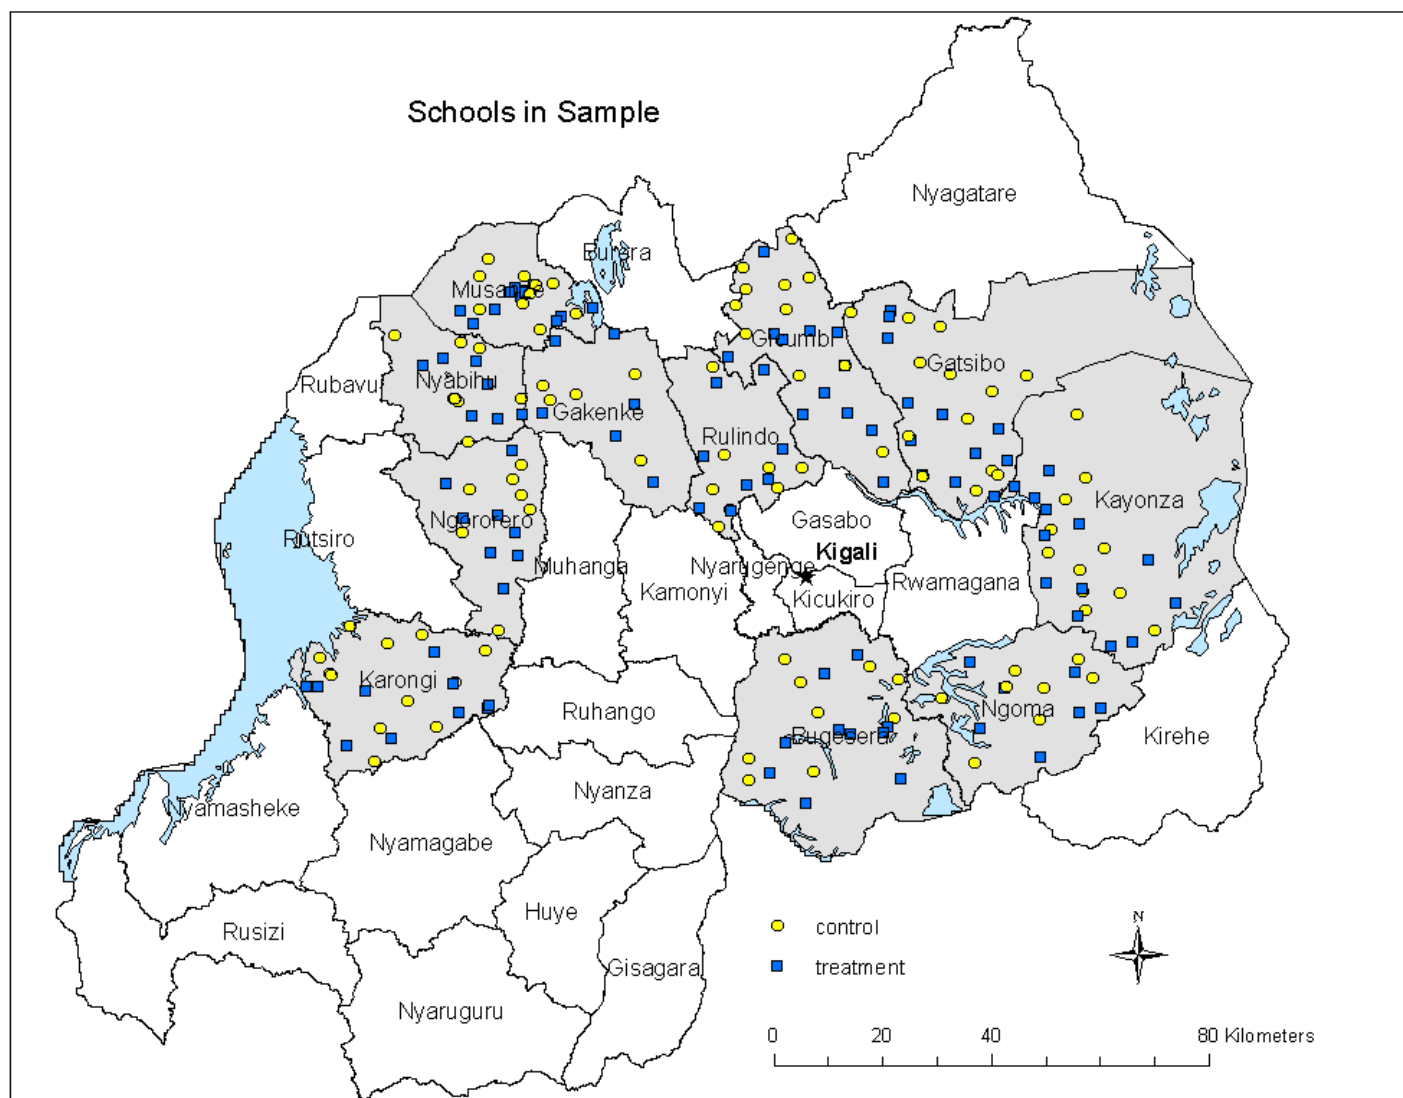 Schools in Sample
Nyagatare
Burera
Musanze
Gicumbi
Gatsibo
Rubavu
Nyabihu
Gakenke
Rulindo
Kayonza
Ngororero
Gasabo
Rutsiro
Kigali
Muhanga
Nyarugenge
Kamonyi
Rwamagana
Kicukiro
Karongi
Ruhango
Ngoma
Bugesera
Kirehe
Nyanza
Nyamasheke
Nyamagabe
Huye
Rusizi
Gisagara
Nyaruguru
N
control
treatment
0 20 40 80 Kilometers